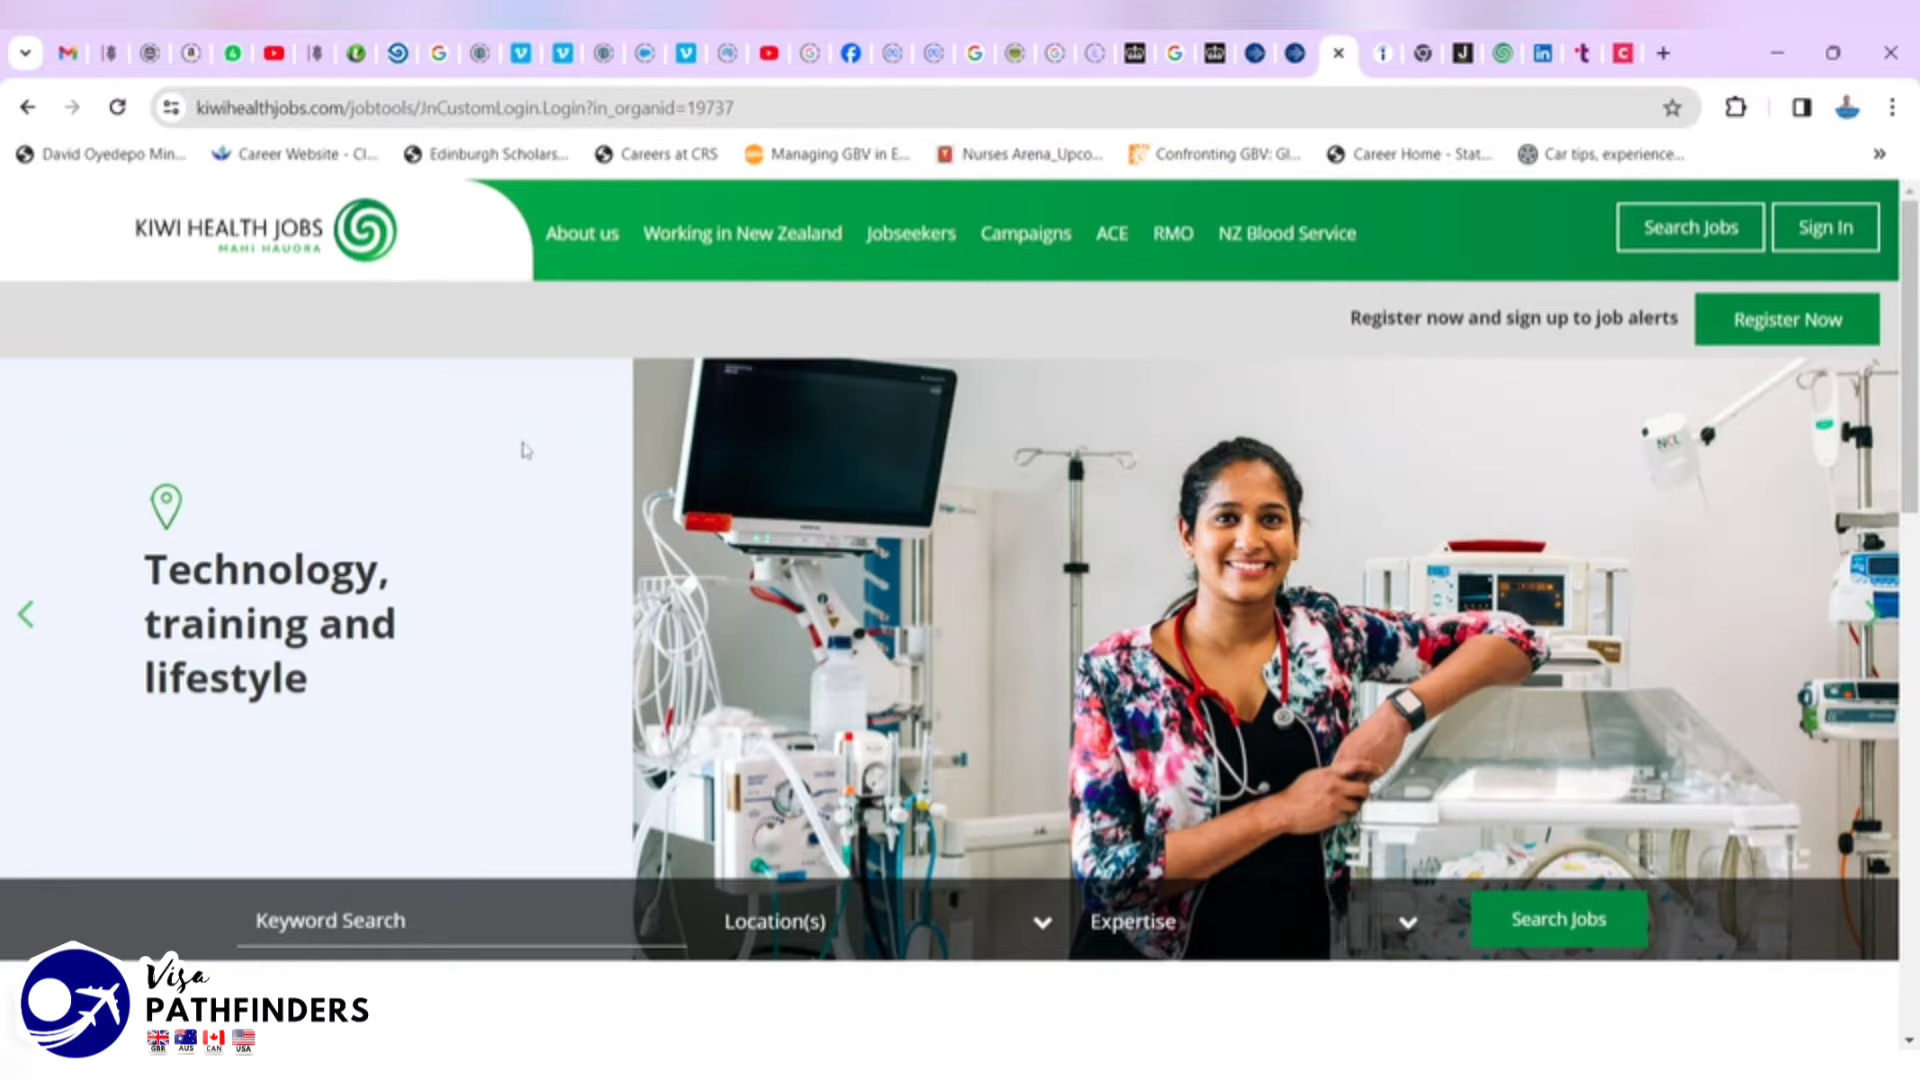 kiwihealthjobs.com/jobtools/JnCustomLogin.Login?in_organid=19737
David Oyedepo Min...
Career Website - Cl...
Edinburgh Scholars...
Careers at CRS
Managing GBV in E...
Nurses Arena_Upco...
Confronting GBV: Gl...
Career Home - Stat...
Car tips, experience...
KIWI HEALTH JOBS
MAHI HAUORA
About us
Working in New Zealand
Jobseekers
Campaigns
ACE
RMO
NZ Blood Service
Search Jobs
Sign In
Register now and sign up to job alerts
Register Now
Technology,
training and
lifestyle
Keyword Search
Location(s)
Expertise
Search Jobs
Visa
PATHFINDERS
GBR AUS CAN USA